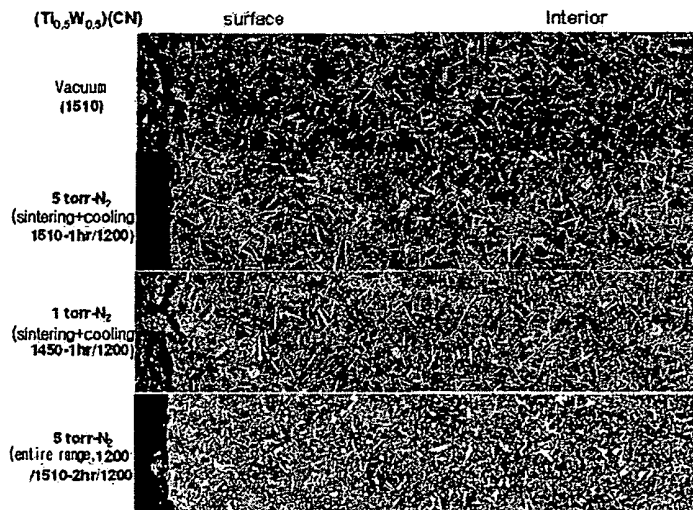 (Ti0,5W0,5)(CN)
surface
Interior
Vacuum
(1510)
5 torr-N2
(sintering+cooling
1510-1hr/1200)
1 torr-N2
(sintering+cooling
1450-1hr/1200)
5 torr-N2
(entire range,1200
/1510-2hr/1200